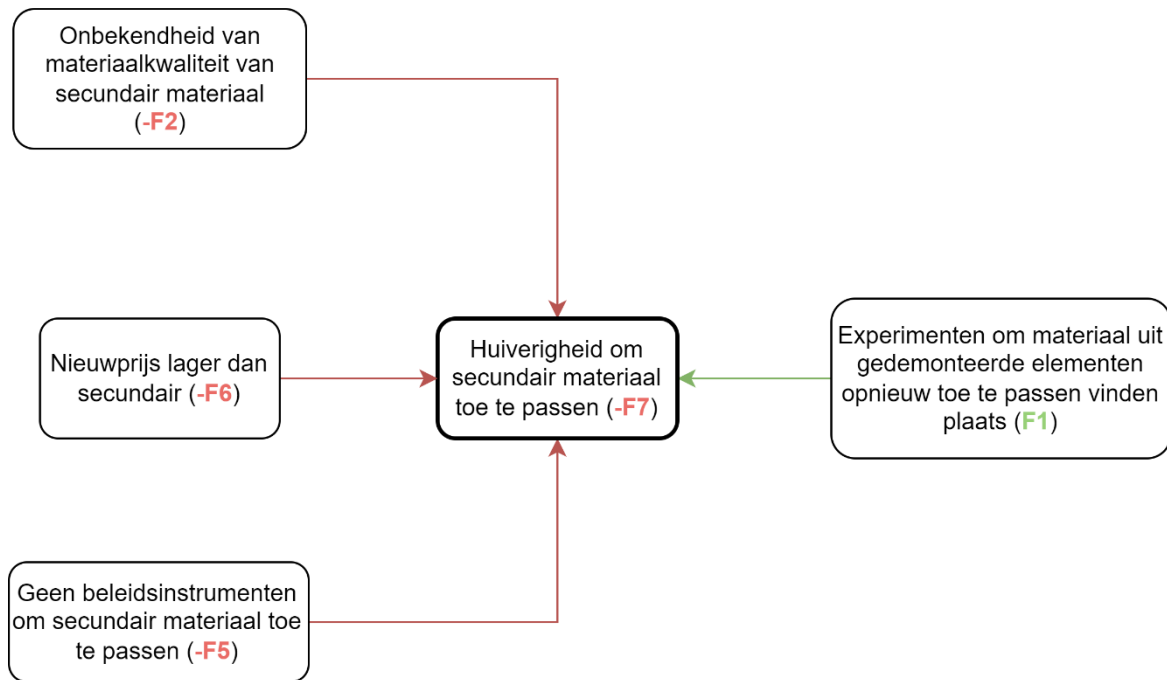 Onbekendheid van
materiaalkwaliteit van
secundair materiaal
(-F2)
Nieuwprijs lager dan
secundair (-F6)
Huiverigheid om
secundair materiaal
toe te passen (-F7)
Experimenten om materiaal uit
gedemonteerde elementen
opnieuw toe te passen vinden
plaats (F1)
Geen beleidsinstrumenten
om secundair materiaal toe
te passen (-F5)